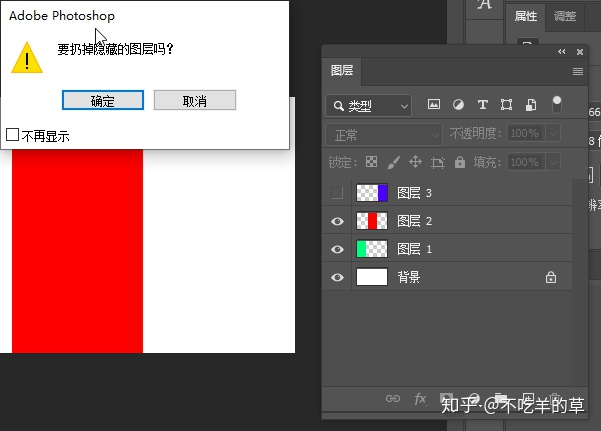 Adobe Photoshop
要扔掉隐藏的图层吗?
确定
取消
不再显示
属性 调整
图层
类型
正常 不透明度: 100%
锁定: 填充: 100%
图层 3
图层 2
图层 1
背景
fx
知乎 @不吃羊的草